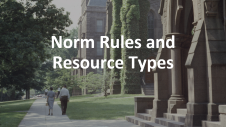 Norm Rules and
Resource Types